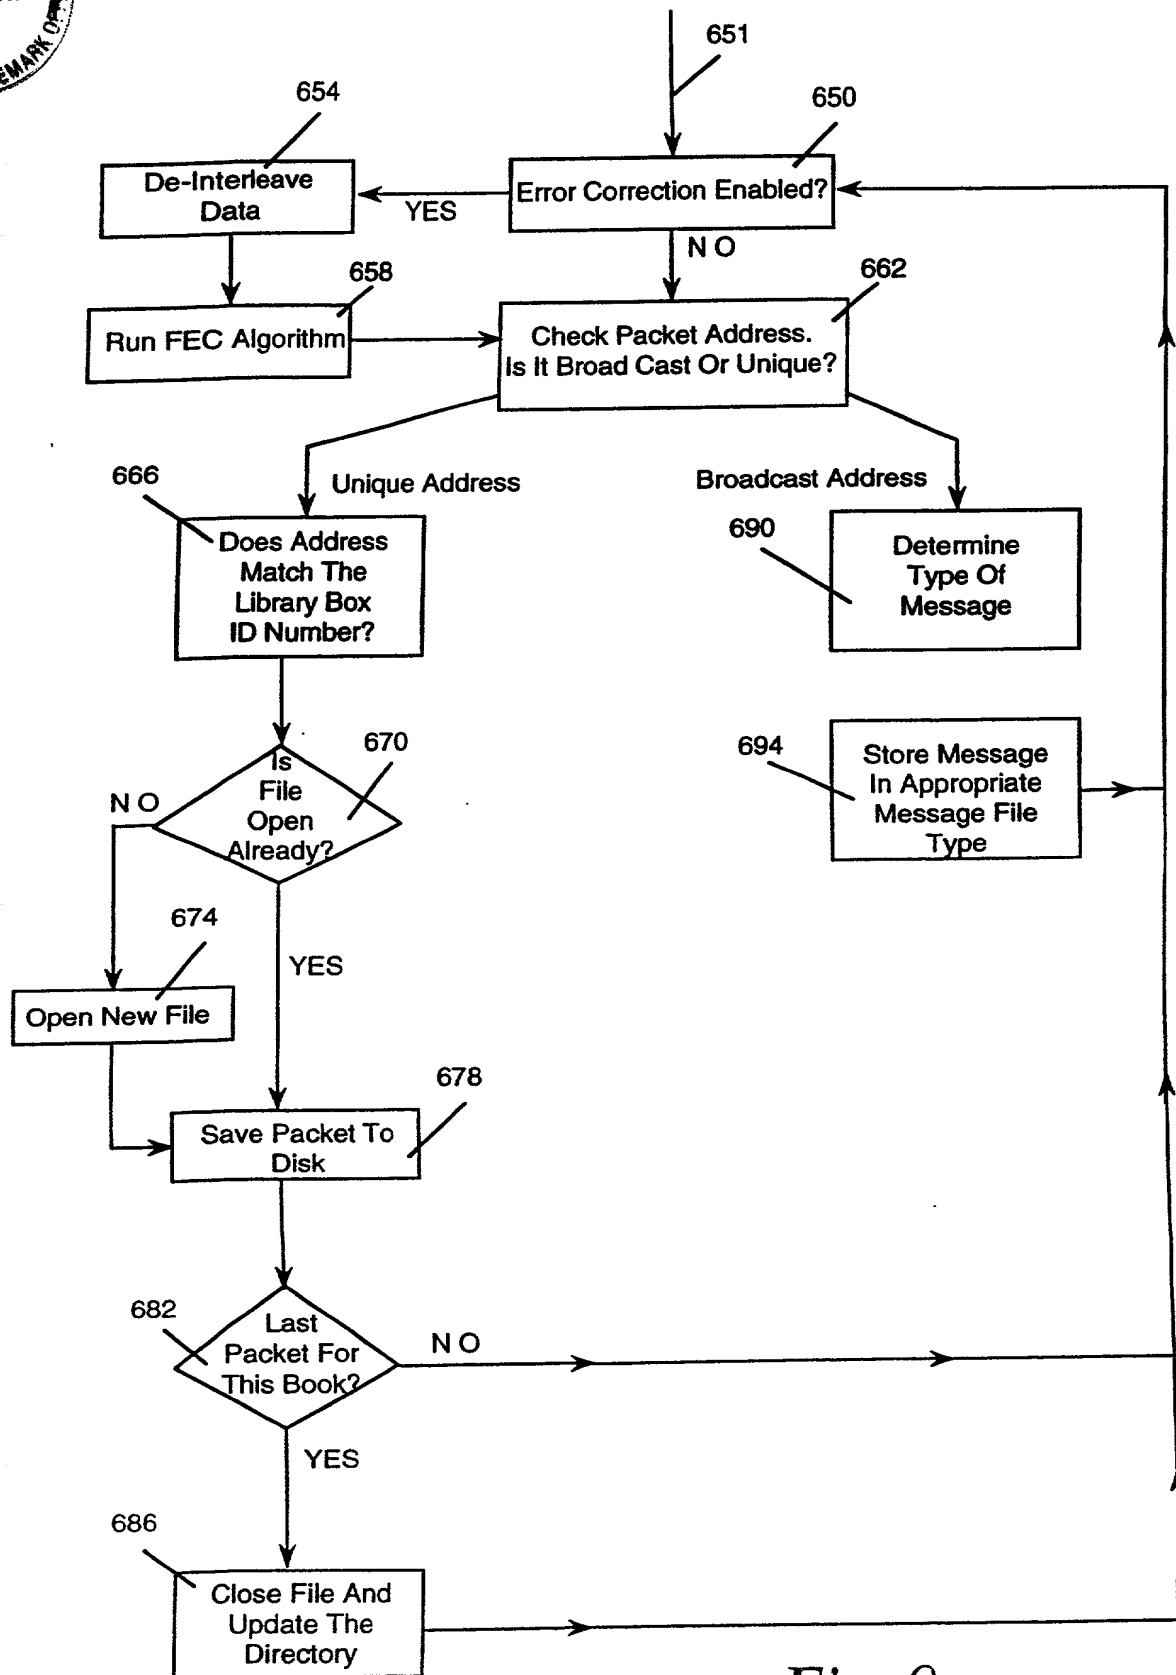 EMARK OF
651
654
650
De-Interleave
Data
YES
Error Correction Enabled?
N O
658
662
Run FEC Algorithm
Check Packet Address.
Is It Broad Cast Or Unique?
666
Unique Address
Broadcast Address
Does Address
Match The
Library Box
ID Number?
690
Determine
Type Of
Message
670
Is
File
Open
Already?
N O
694
Store Message
In Appropriate
Message File
Type
674
YES
Open New File
678
Save Packet To
Disk
682
Last
Packet For
This Book?
N O
YES
686
Close File And
Update The
Directory